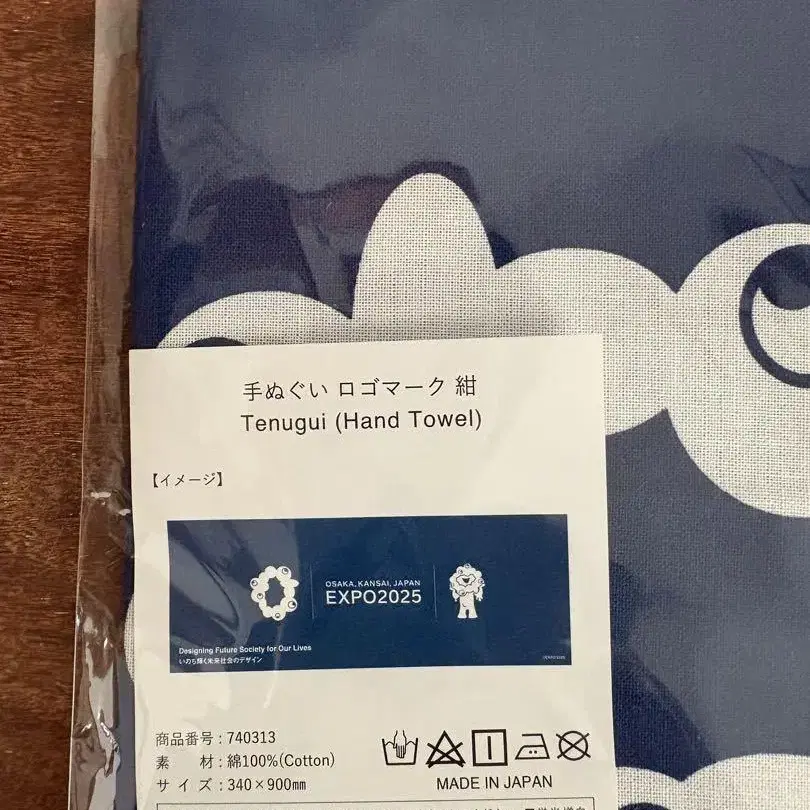 手ぬぐい ロゴマーク 紺
Tenugui (Hand Towel)
【イメージ】
OSAKA, KANSAI, JAPAN
EXPO2025
Designing Future Society for Our Lives
いのち輝く未来社会のデザイン
商品番号 : 740313
素　　材 : 綿100%(Cotton)
サ イ ズ : 340×900mm
MADE IN JAPAN